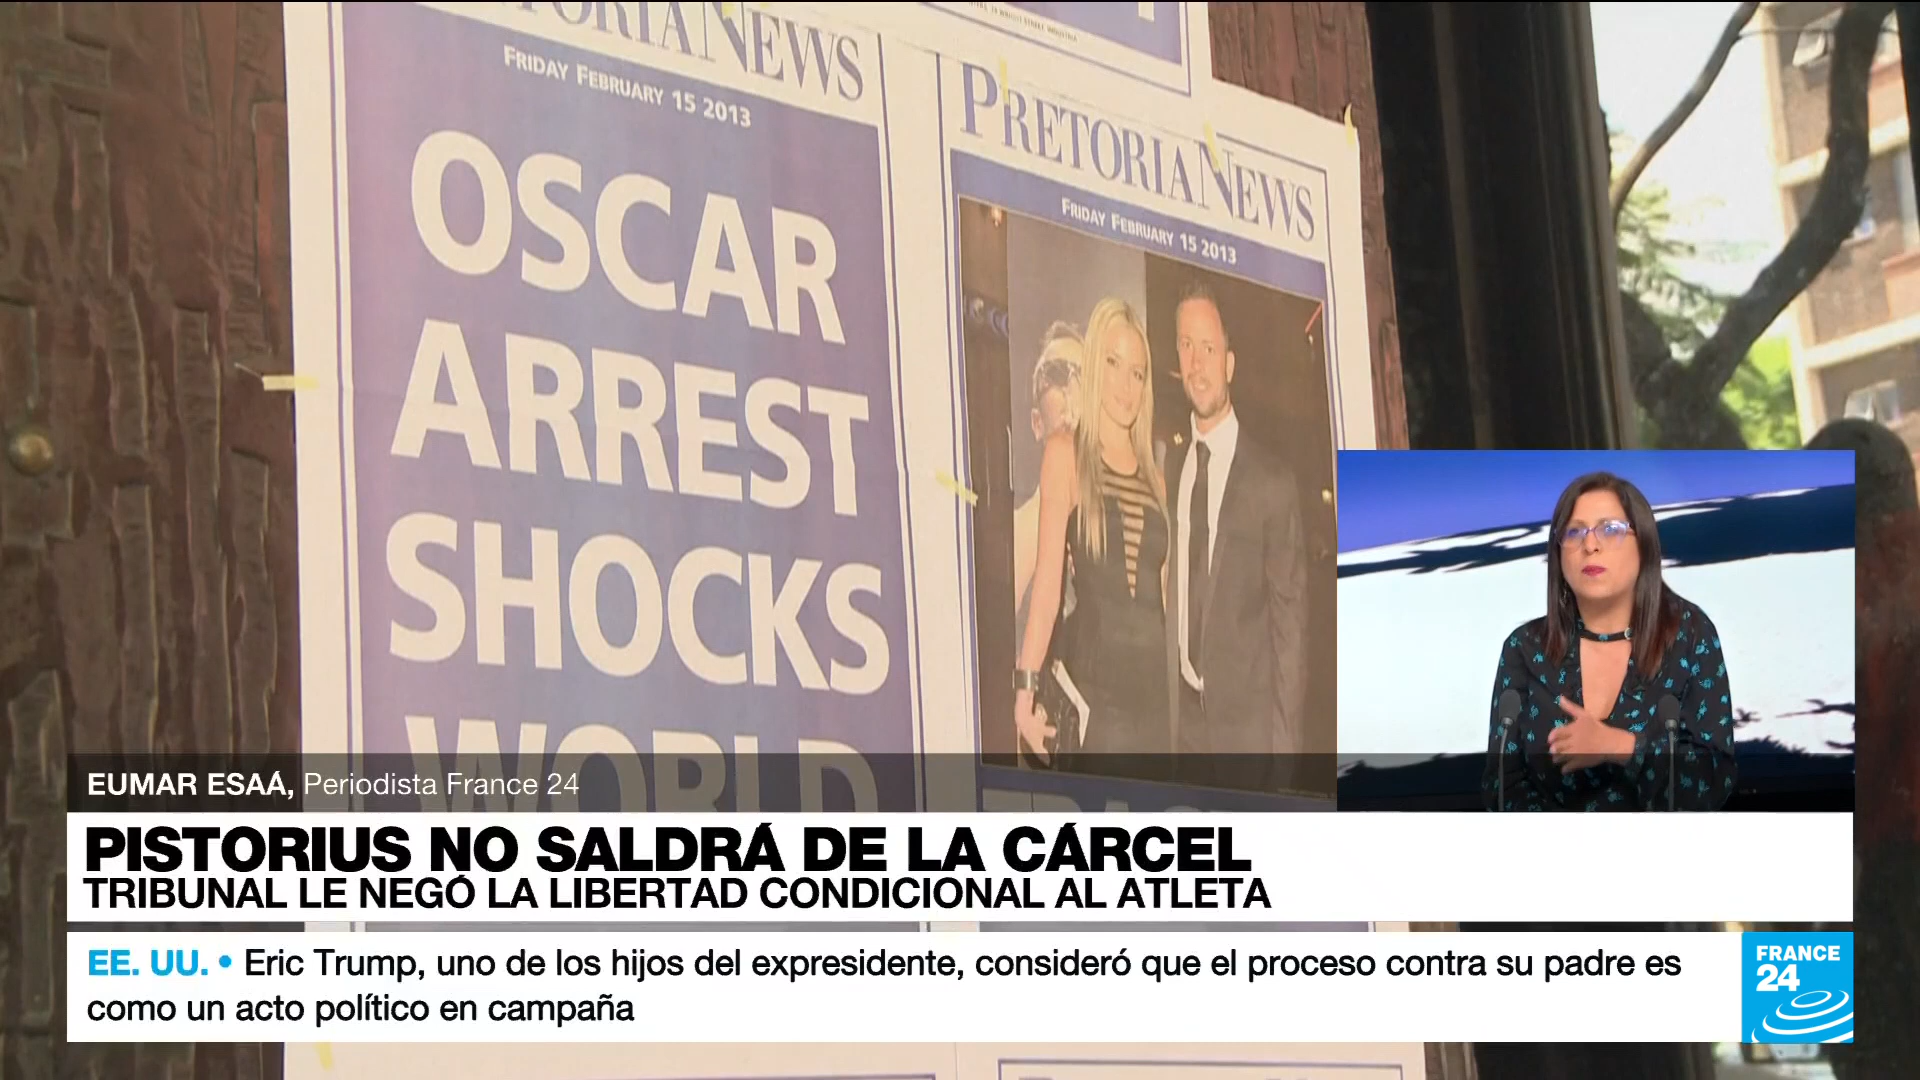 PRETORIA NEWS
FRIDAY FEBRUARY 15 2013
OSCAR
ARREST
SHOCKS
WORLD
PRETORIA NEWS
FRIDAY FEBRUARY 15 2013
EUMAR ESAÁ, Periodista France 24
PISTORIUS NO SALDRÁ DE LA CÁRCEL
TRIBUNAL LE NEGÓ LA LIBERTAD CONDICIONAL AL ATLETA
EE. UU. • Eric Trump, uno de los hijos del expresidente, consideró que el proceso contra su padre es
como un acto político en campaña
FRANCE
24